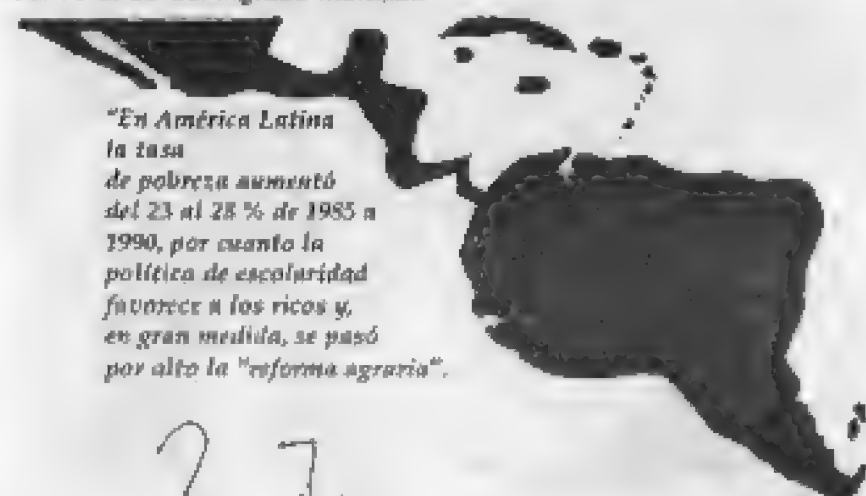 "En América Latina
la tasa
de pobreza aumentó
del 23 al 28 % de 1985 a
1990, por cuanto la
política de escolaridad
favorece a los ricos y,
en gran medida, se pasó
por alto la "reforma agraria".